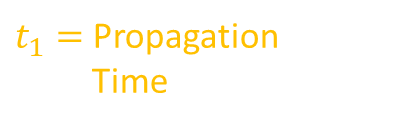 t₁ = Propagation
Time